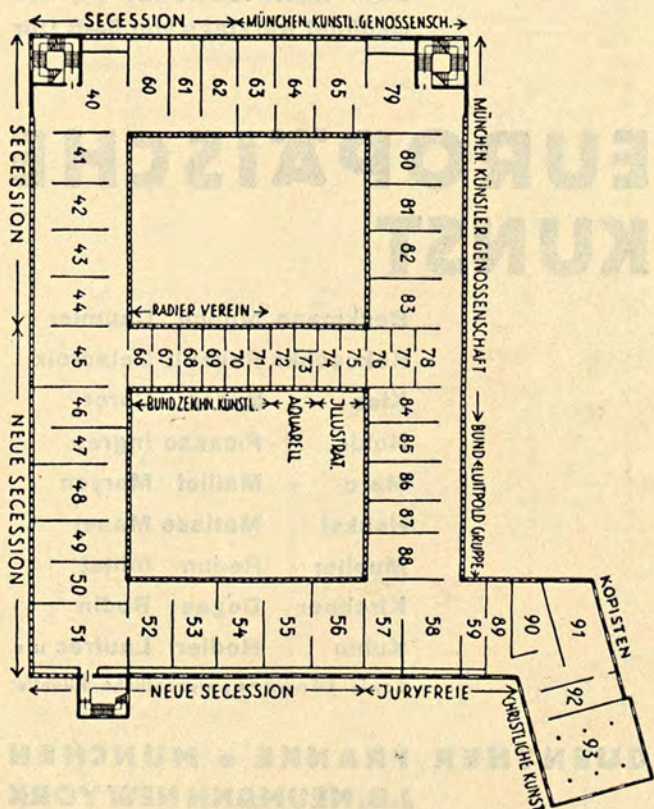 SECESSION
MÜNCHEN. KUNSTL. GENOSSENSCH.
60 61 62 63 64 65 79
40
41
42
43
44
45
46
47
48
49
50
51
SECESSION
NEUE SECESSION
80
81
82
83
MÜNCHEN KÜNSTLER GENOSSENSCHAFT
BUND & LUITPOLD GRUPPE
RADIER VEREIN
66 67 68 69 70 71 72 73 74 75 76 77 78
BUND ZEICHN. KÜNSTL.
AQUARELL
JLLUSTRAT.
84
85
86
87
88
52 53 54 55 56 57 58 59 89 90 91
92
93
KOPISTEN
NEUE SECESSION
JURYFREIE
CHRISTLICHE KUNST